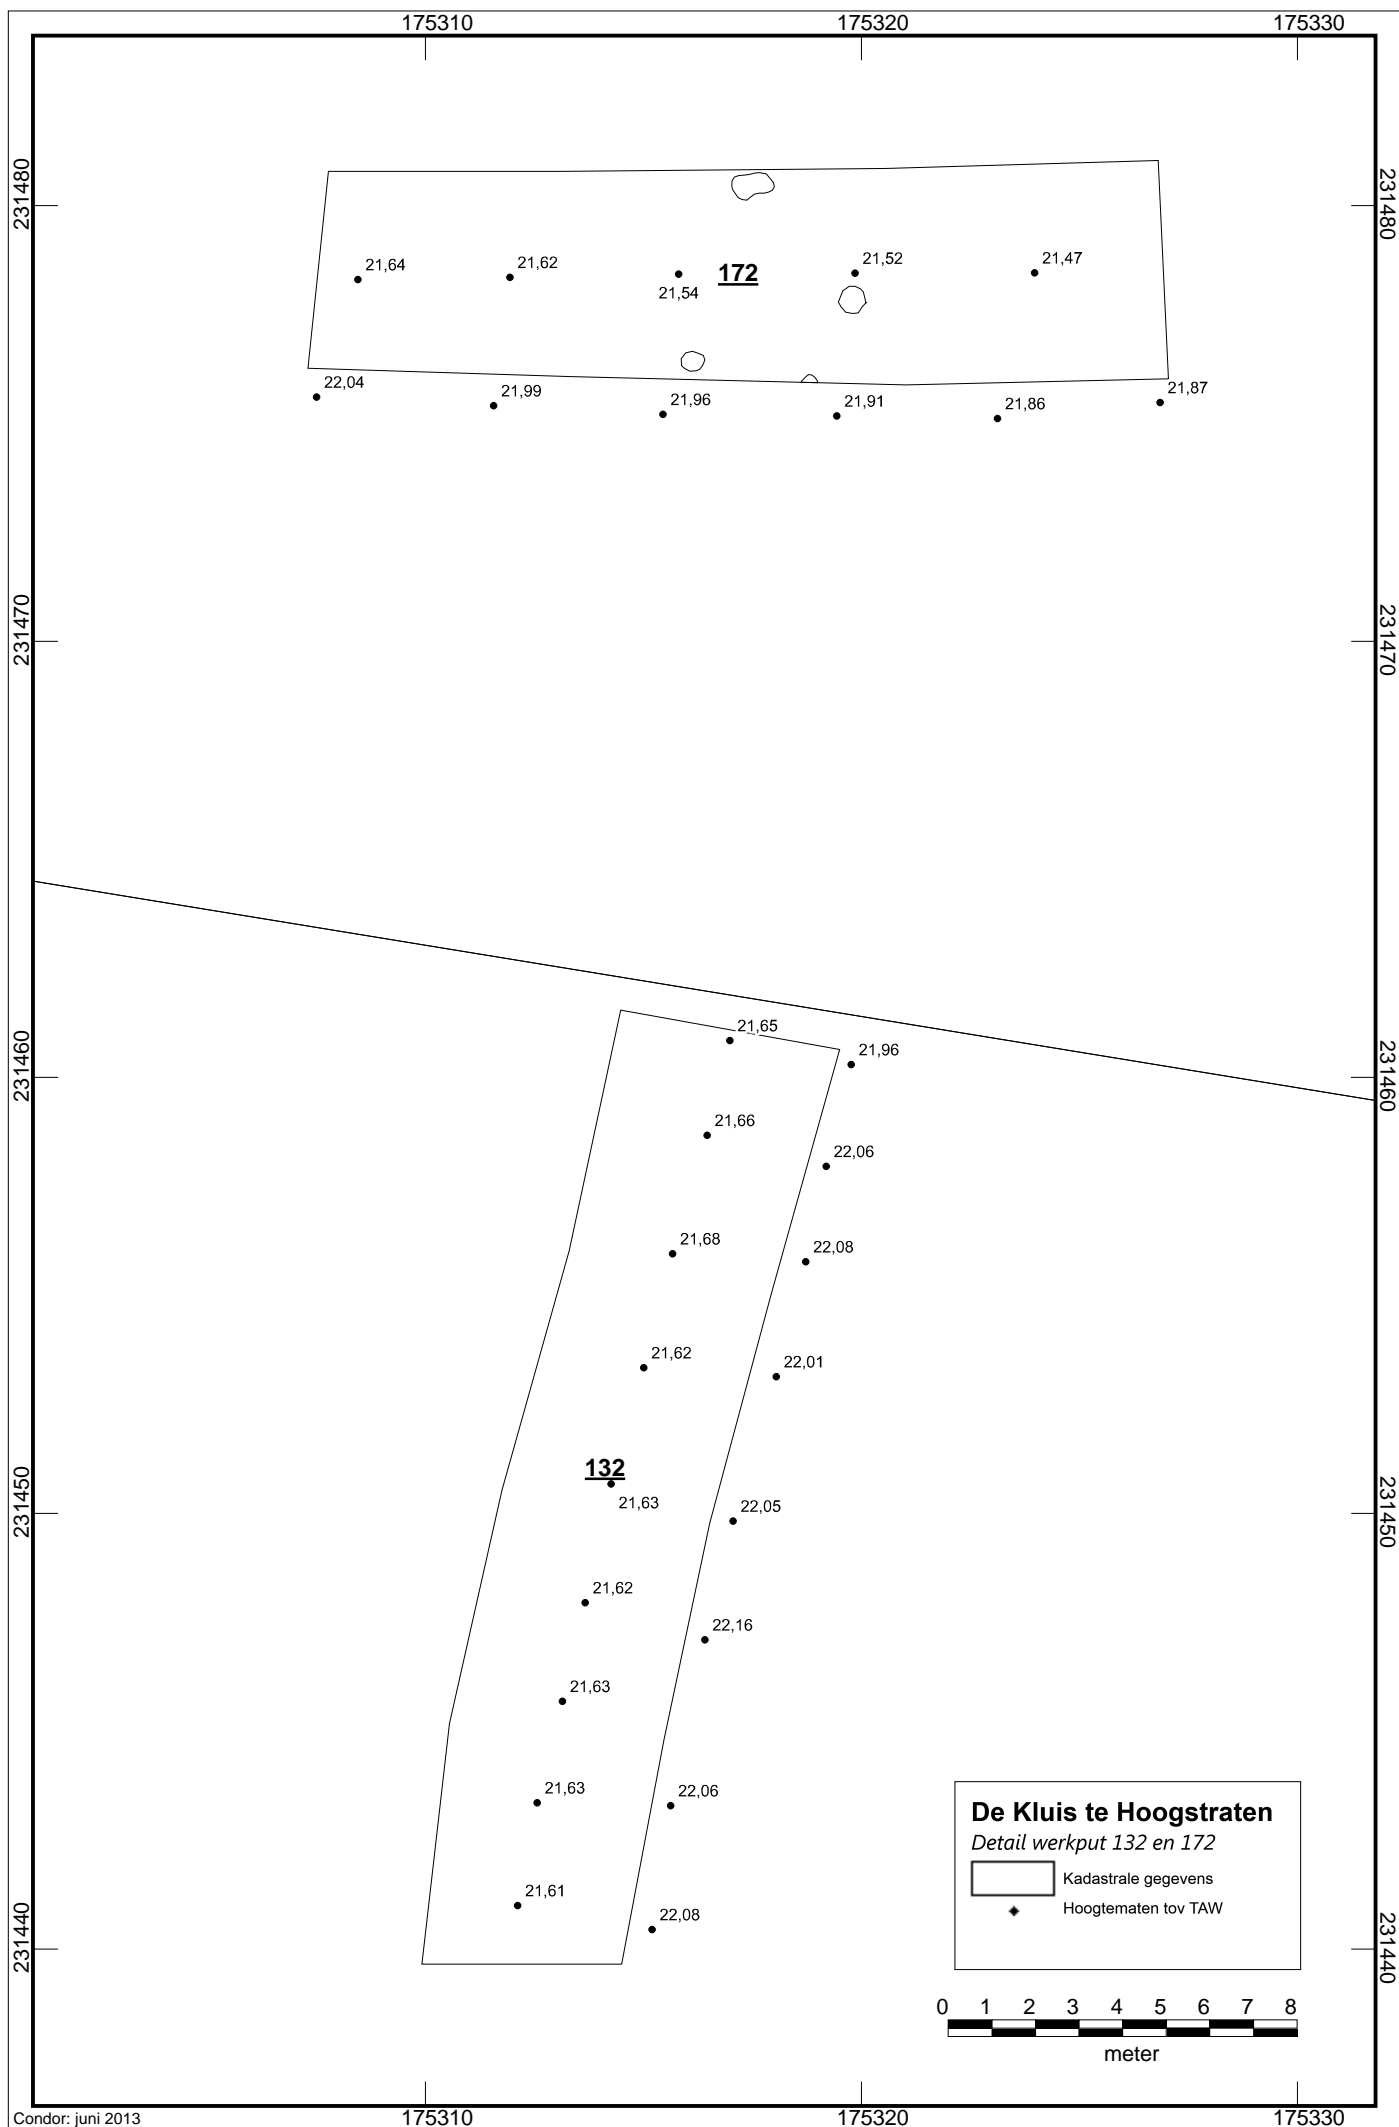 175310 175320 175330
231480 231480
21,64 21,62 21,54 172 21,52 21,47
22,04 21,99 21,96 21,91 21,86 21,87
231470 231470
231460 231460
21,65
21,96
21,66
22,06
21,68
22,08
21,62
22,01
132
21,63
231450 231450
22,05
21,62
22,16
21,63
21,63
22,06
21,61
22,08
231440 231440
De Kluis te Hoogstraten
Detail werkput 132 en 172
Kadastrale gegevens
Hoogtematen tov TAW
0 1 2 3 4 5 6 7 8
meter
Condor: juni 2013
175310 175320 175330